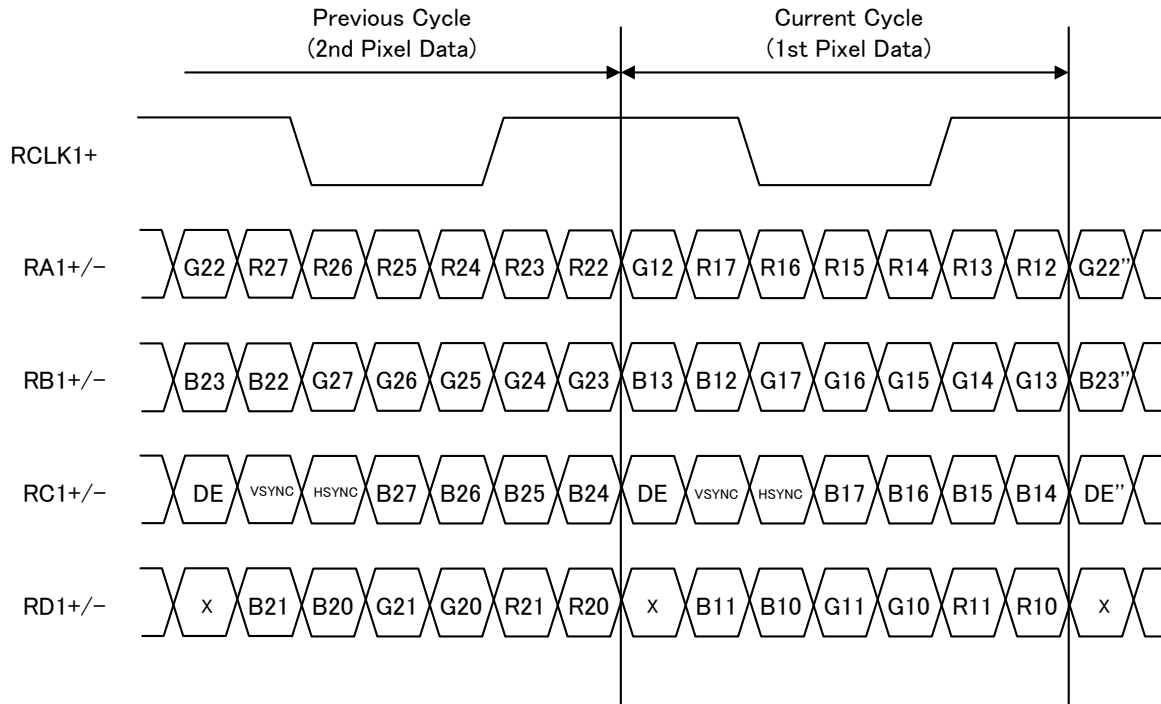 Previous Cycle
(2nd Pixel Data)
Current Cycle
(1st Pixel Data)
RCLK1+
RA1+/- G22 R27 R26 R25 R24 R23 R22 G12 R17 R16 R15 R14 R13 R12 G22"
RB1+/- B23 B22 G27 G26 G25 G24 G23 B13 B12 G17 G16 G15 G14 G13 B23"
RC1+/- DE VSYNC HSYNC B27 B26 B25 B24 DE VSYNC HSYNC B17 B16 B15 B14 DE"
RD1+/- x B21 B20 G21 G20 R21 R20 x B11 B10 G11 G10 R11 R10 x